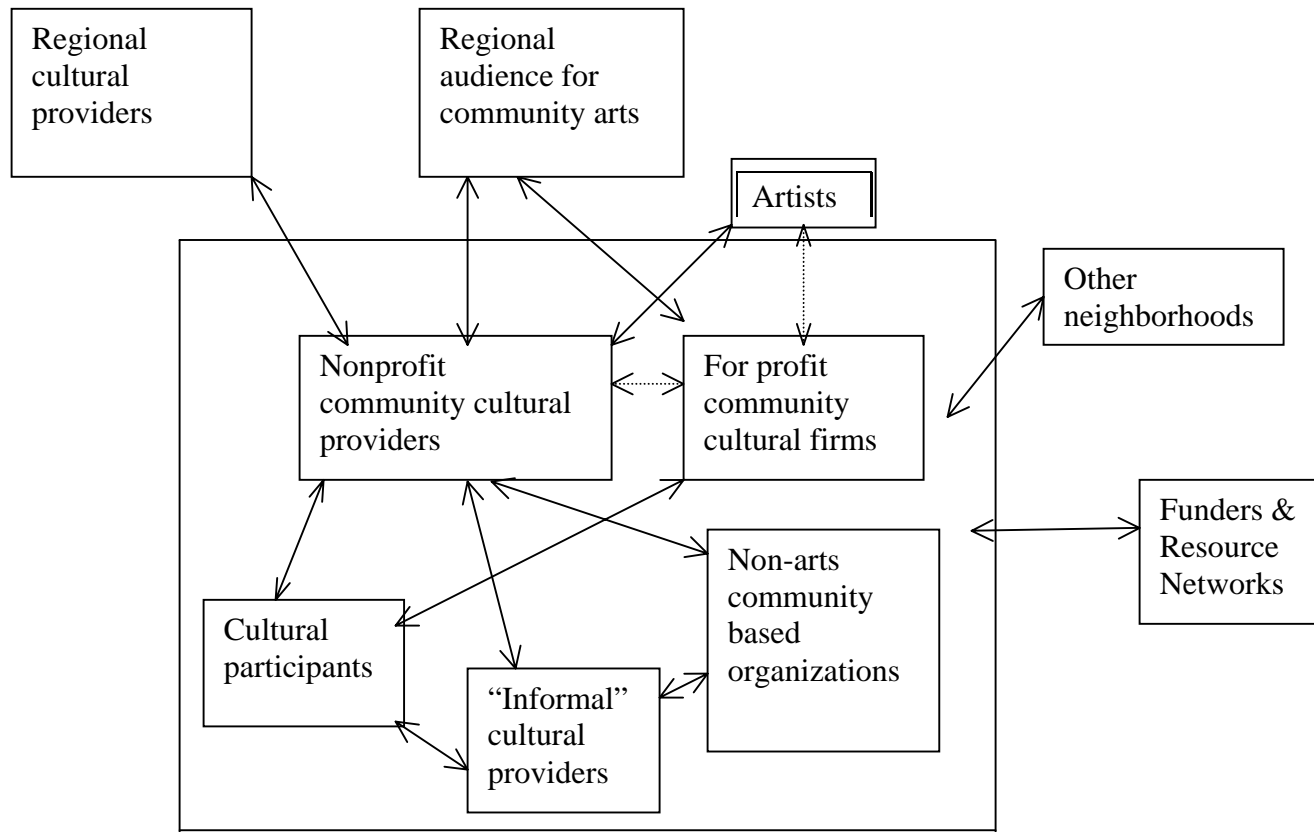 Regional
cultural
providers
Regional
audience for
community arts
Artists
Other
neighborhoods
Nonprofit
community cultural
providers
For profit
community
cultural firms
Funders &
Resource
Networks
Non-arts
community
based
organizations
Cultural
participants
“Informal”
cultural
providers